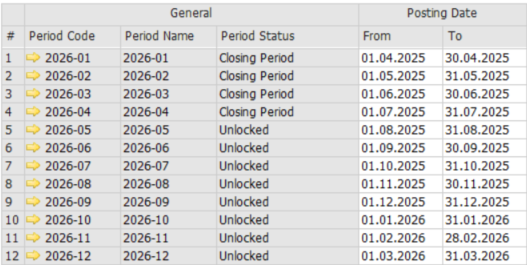 General Posting Date
# Period Code Period Name Period Status From To
1 2026-01 2026-01 Closing Period 01.04.2025 30.04.2025
2 2026-02 2026-02 Closing Period 01.05.2025 31.05.2025
3 2026-03 2026-03 Closing Period 01.06.2025 30.06.2025
4 2026-04 2026-04 Closing Period 01.07.2025 31.07.2025
5 2026-05 2026-05 Unlocked 01.08.2025 31.08.2025
6 2026-06 2026-06 Unlocked 01.09.2025 30.09.2025
7 2026-07 2026-07 Unlocked 01.10.2025 31.10.2025
8 2026-08 2026-08 Unlocked 01.11.2025 30.11.2025
9 2026-09 2026-09 Unlocked 01.12.2025 31.12.2025
10 2026-10 2026-10 Unlocked 01.01.2026 31.01.2026
11 2026-11 2026-11 Unlocked 01.02.2026 28.02.2026
12 2026-12 2026-12 Unlocked 01.03.2026 31.03.2026